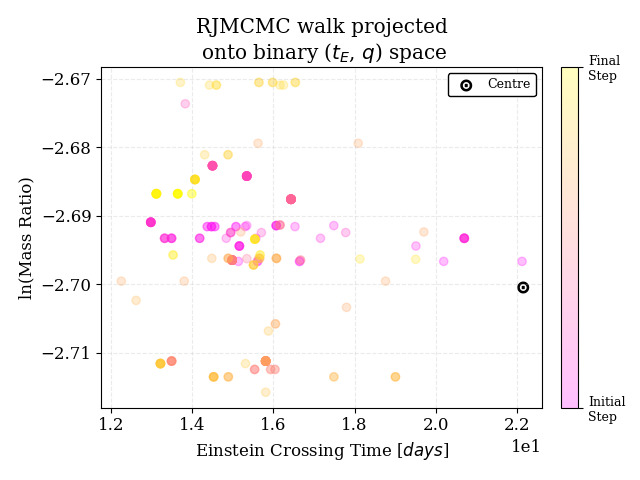 RJMCMC walk projected
onto binary (t_E, q) space
Centre
Final
Step
Initial
Step
ln(Mass Ratio)
−2.67
−2.68
−2.69
−2.70
−2.71
1.2
1.4
1.6
1.8
2.0
2.2
1e1
Einstein Crossing Time [days]